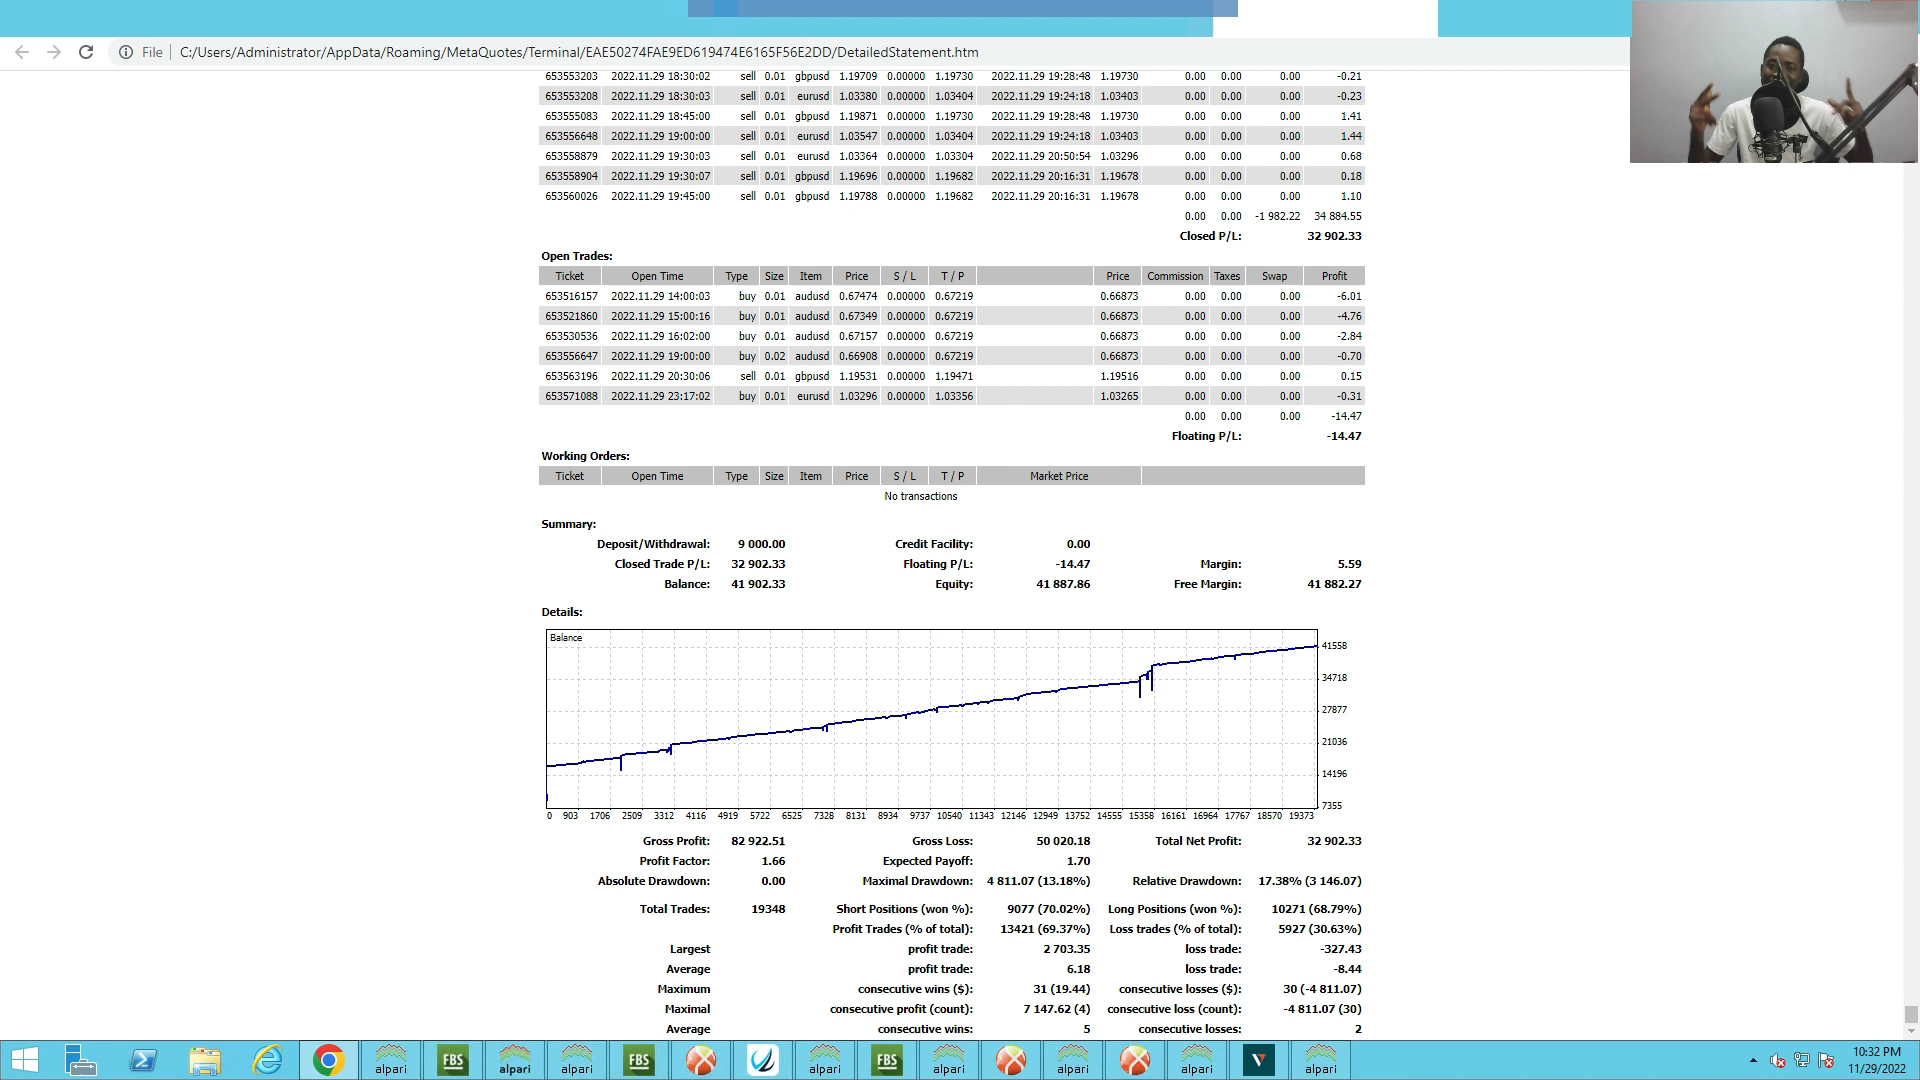 File | C:/Users/Administrator/AppData/Roaming/MetaQuotes/Terminal/EAE50274FAE9ED619474E6165F56E2DD/DetailedStatement.htm
653553203 2022.11.29 18:30:02 sell 0.01 gbpusd 1.19709 0.00000 1.19730 2022.11.29 19:28:48 1.19730 0.00 0.00 0.00 -0.21
653553208 2022.11.29 18:30:03 sell 0.01 eurusd 1.03380 0.00000 1.03404 2022.11.29 19:24:18 1.03403 0.00 0.00 0.00 -0.23
653555083 2022.11.29 18:45:00 sell 0.01 gbpusd 1.19871 0.00000 1.19730 2022.11.29 19:28:48 1.19730 0.00 0.00 0.00 1.41
653556648 2022.11.29 19:00:00 sell 0.01 eurusd 1.03547 0.00000 1.03404 2022.11.29 19:24:18 1.03403 0.00 0.00 0.00 1.44
653558879 2022.11.29 19:30:03 sell 0.01 eurusd 1.03364 0.00000 1.03304 2022.11.29 20:50:54 1.03296 0.00 0.00 0.00 0.68
653558904 2022.11.29 19:30:07 sell 0.01 gbpusd 1.19696 0.00000 1.19682 2022.11.29 20:16:31 1.19678 0.00 0.00 0.00 0.18
653560026 2022.11.29 19:45:00 sell 0.01 gbpusd 1.19788 0.00000 1.19682 2022.11.29 20:16:31 1.19678 0.00 0.00 0.00 1.10
0.00 0.00 -1 982.22 34 884.55
Closed P/L: 32 902.33
Open Trades:
Ticket Open Time Type Size Item Price S / L T / P Price Commission Taxes Swap Profit
653516157 2022.11.29 14:00:03 buy 0.01 audusd 0.67474 0.00000 0.67219 0.66873 0.00 0.00 0.00 -6.01
653521860 2022.11.29 15:00:16 buy 0.01 audusd 0.67349 0.00000 0.67219 0.66873 0.00 0.00 0.00 -4.76
653530536 2022.11.29 16:02:00 buy 0.01 audusd 0.67157 0.00000 0.67219 0.66873 0.00 0.00 0.00 -2.84
653556647 2022.11.29 19:00:00 buy 0.02 audusd 0.66908 0.00000 0.67219 0.66873 0.00 0.00 0.00 -0.70
653563196 2022.11.29 20:30:06 sell 0.01 gbpusd 1.19531 0.00000 1.19471 1.19516 0.00 0.00 0.00 0.15
653571088 2022.11.29 23:17:02 buy 0.01 eurusd 1.03296 0.00000 1.03356 1.03265 0.00 0.00 0.00 -0.31
0.00 0.00 0.00 -14.47
Floating P/L: -14.47
Working Orders:
Ticket Open Time Type Size Item Price S / L T / P Market Price
No transactions
Summary:
Deposit/Withdrawal: 9 000.00 Credit Facility: 0.00
Closed Trade P/L: 32 902.33 Floating P/L: -14.47 Margin: 5.59
Balance: 41 902.33 Equity: 41 887.86 Free Margin: 41 882.27
Details:
Balance
41558
34718
27877
21036
14196
7355
0 903 1706 2509 3312 4116 4919 5722 6525 7328 8131 8934 9737 10540 11343 12146 12949 13752 14555 15358 16161 16964 17767 18570 19373
Gross Profit: 82 922.51 Gross Loss: 50 020.18 Total Net Profit: 32 902.33
Profit Factor: 1.66 Expected Payoff: 1.70
Absolute Drawdown: 0.00 Maximal Drawdown: 4 811.07 (13.18%) Relative Drawdown: 17.38% (3 146.07)
Total Trades: 19348 Short Positions (won %): 9077 (70.02%) Long Positions (won %): 10271 (68.79%)
Profit Trades (% of total): 13421 (69.37%) Loss trades (% of total): 5927 (30.63%)
Largest profit trade: 2 703.35 loss trade: -327.43
Average profit trade: 6.18 loss trade: -8.44
Maximum consecutive wins ($): 31 (19.44) consecutive losses ($): 30 (-4 811.07)
Maximal consecutive profit (count): 7 147.62 (4) consecutive loss (count): -4 811.07 (30)
Average consecutive wins: 5 consecutive losses: 2
alpari FBS alpari alpari FBS alpari FBS alpari alpari alpari V alpari
10:32 PM
11/29/2022